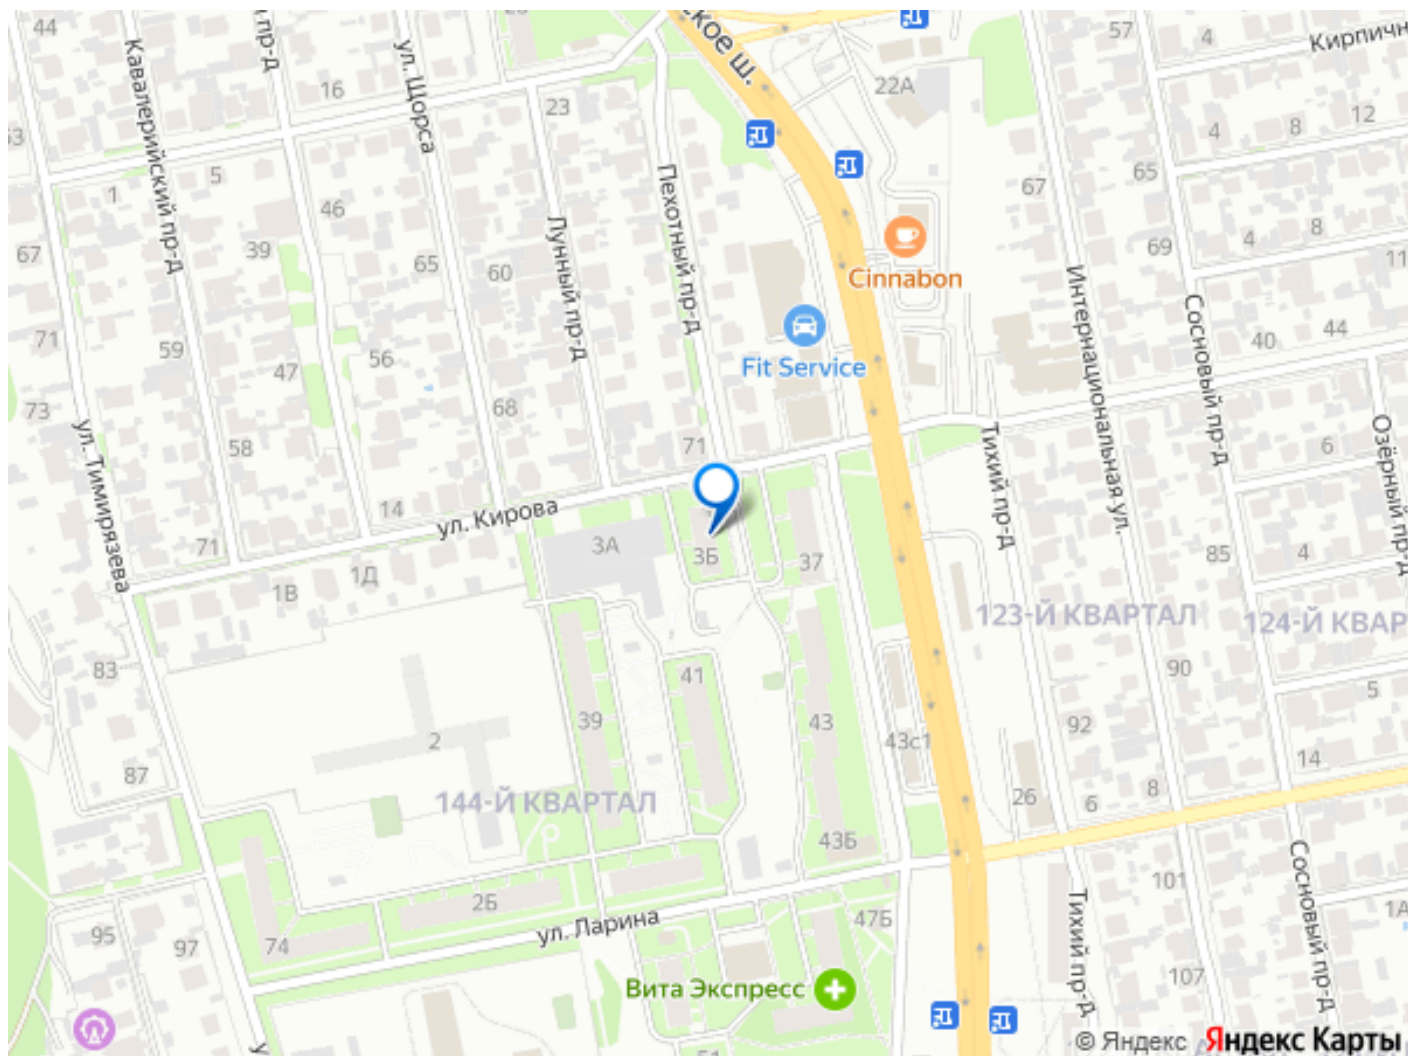 44
пр-д
16
ул. Щорса
23
ское ш.
22А
57
4
Кирпичн
Кавалерийский пр-д
53
1
5
46
39
67
65
60
Лунный пр-д
Пехотный пр-д
67
65
4
8
12
69
4
8
11
Cinnabon
Fit Service
71
73
59
47
56
58
68
71
ул. Тимирязева
71
14
ул. Кирова
3А
3Б
37
1В
1Д
83
Интернациональная ул.
Сосновый пр-д
40
44
6
Озёрный пр-д
Тихий пр-д
85
4
123-Й КВАРТАЛ
124-Й КВАР
2
39
41
43
43с1
92
90
5
14
87
144-Й КВАРТАЛ
43Б
26
6
8
2Б
74
ул. Ларина
47Б
101
Сосновый пр-д
1А
95
97
Вита Экспресс
Тихий пр-д
107
51
© Яндекс Яндекс Карты